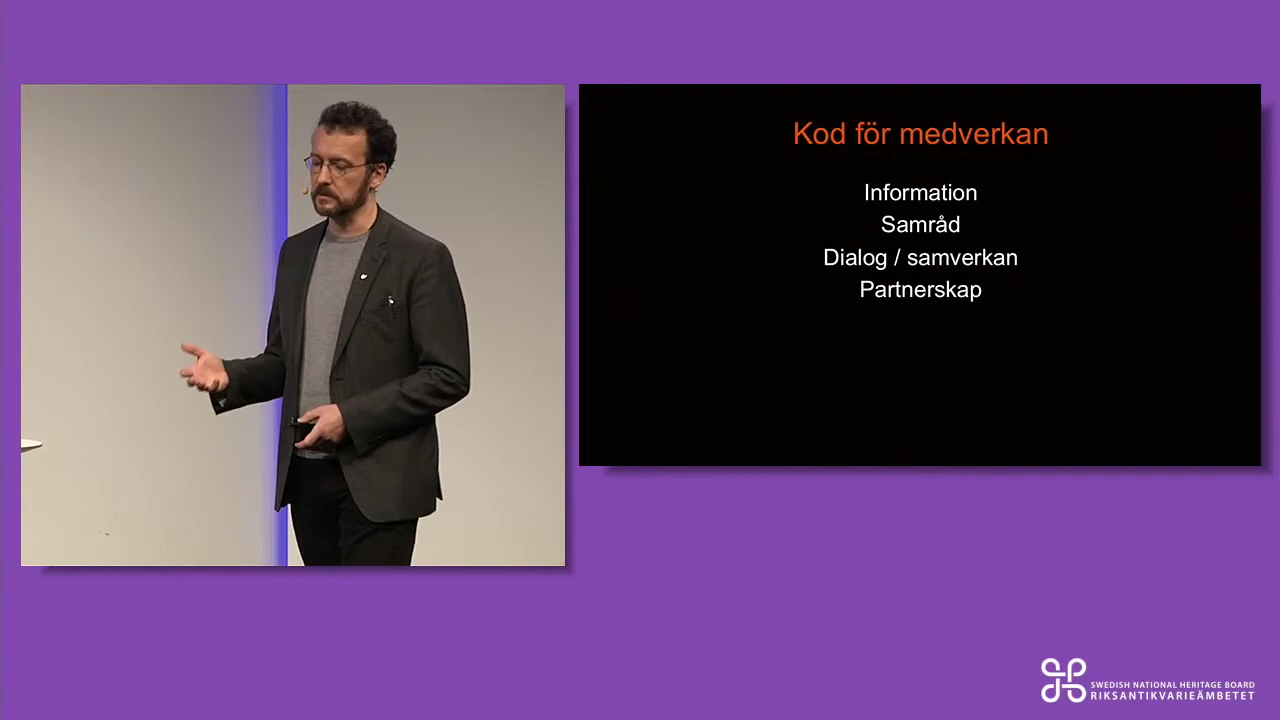 Kod för medverkan
Information
Samråd
Dialog / samverkan
Partnerskap
SWEDISH NATIONAL HERITAGE BOARD
RIKSANTIKVARIEÄMBETET